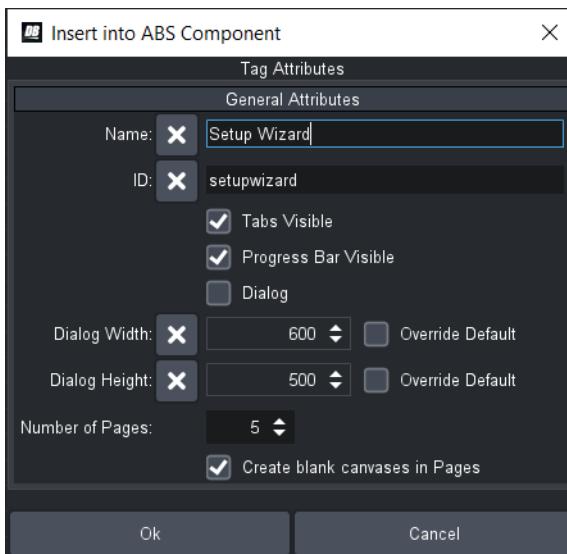 DB Insert into ABS Component
Tag Attributes
General Attributes
Name: Setup Wizard
ID: setupwizard
Tabs Visible
Progress Bar Visible
Dialog
Dialog Width: 600 Override Default
Dialog Height: 500 Override Default
Number of Pages: 5
Create blank canvases in Pages
Ok Cancel